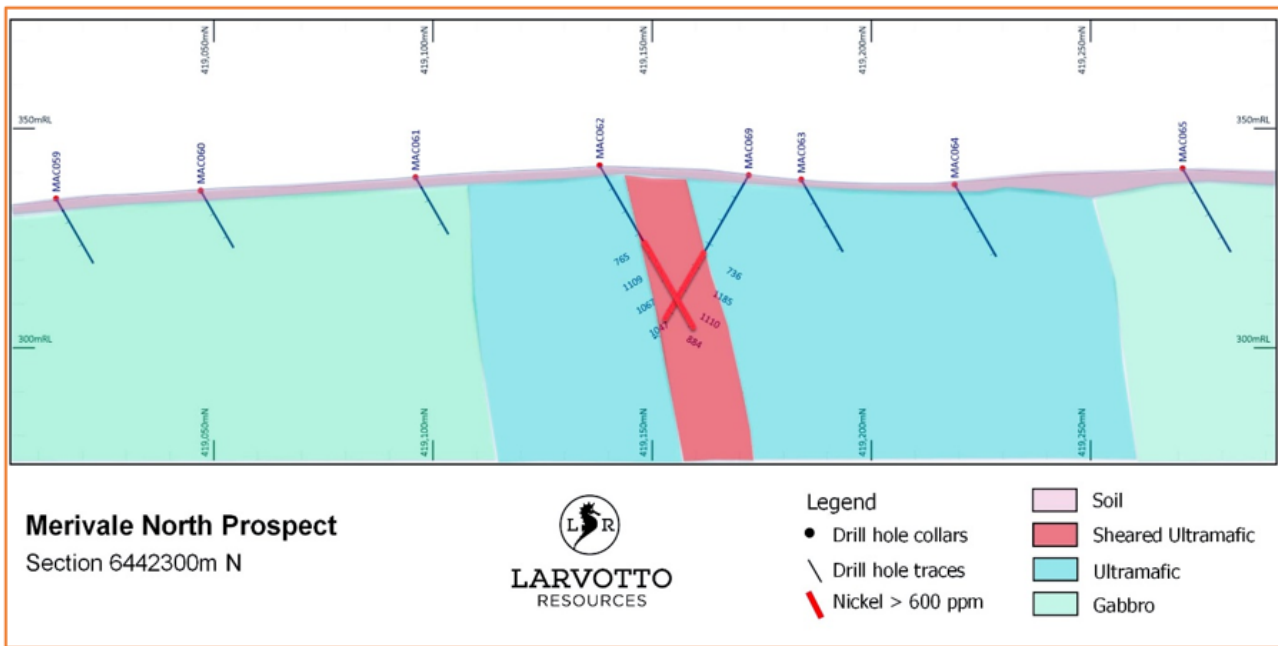 419,050mN
419,100mN
419,150mN
419,200mN
419,250mN
350mRL
350mRL
MAC059
MAC060
MAC061
MAC062
MAC069
MAC063
MAC064
MAC065
765
736
1109
1185
1067
1110
1047
884
300mRL
300mRL
419,050mN
419,100mN
419,150mN
419,200mN
419,250mN
Merivale North Prospect
Section 6442300m N
L R
LARVOTTO
RESOURCES
Legend
Drill hole collars
Drill hole traces
Nickel > 600 ppm
Soil
Sheared Ultramafic
Ultramafic
Gabbro